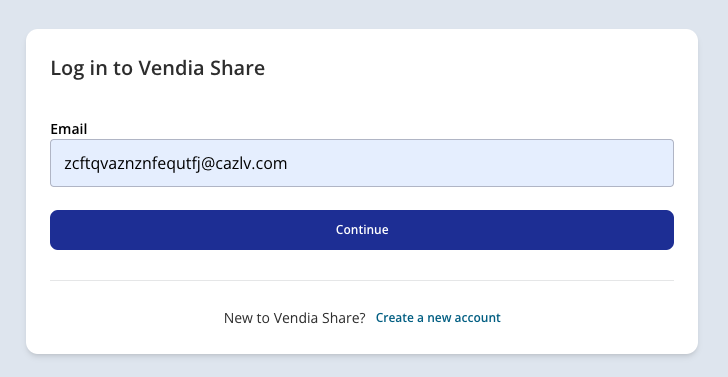 Log in to Vendia Share
Email
zcftqvaznznfequtfj@cazlv.com
Continue
New to Vendia Share? Create a new account